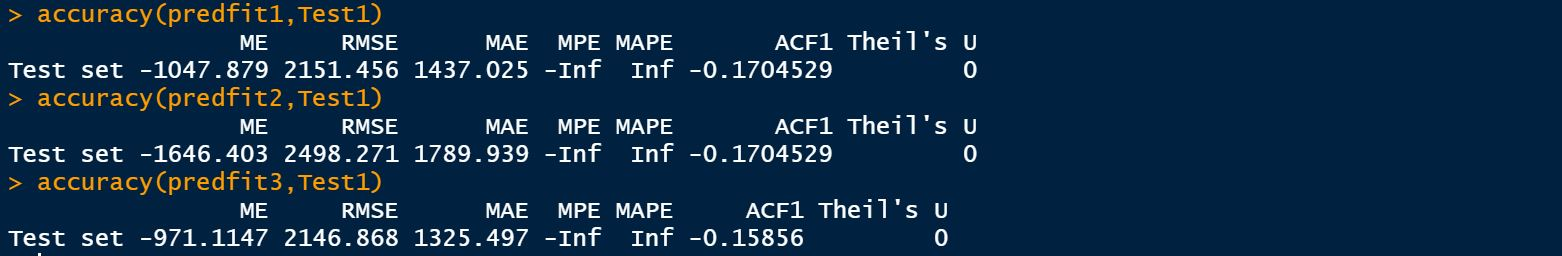 > accuracy(predfit1,Test1)
ME RMSE MAE MPE MAPE ACF1 Theil's U
Test set -1047.879 2151.456 1437.025 -Inf Inf -0.1704529 0
> accuracy(predfit2,Test1)
ME RMSE MAE MPE MAPE ACF1 Theil's U
Test set -1646.403 2498.271 1789.939 -Inf Inf -0.1704529 0
> accuracy(predfit3,Test1)
ME RMSE MAE MPE MAPE ACF1 Theil's U
Test set -971.1147 2146.868 1325.497 -Inf Inf -0.15856 0